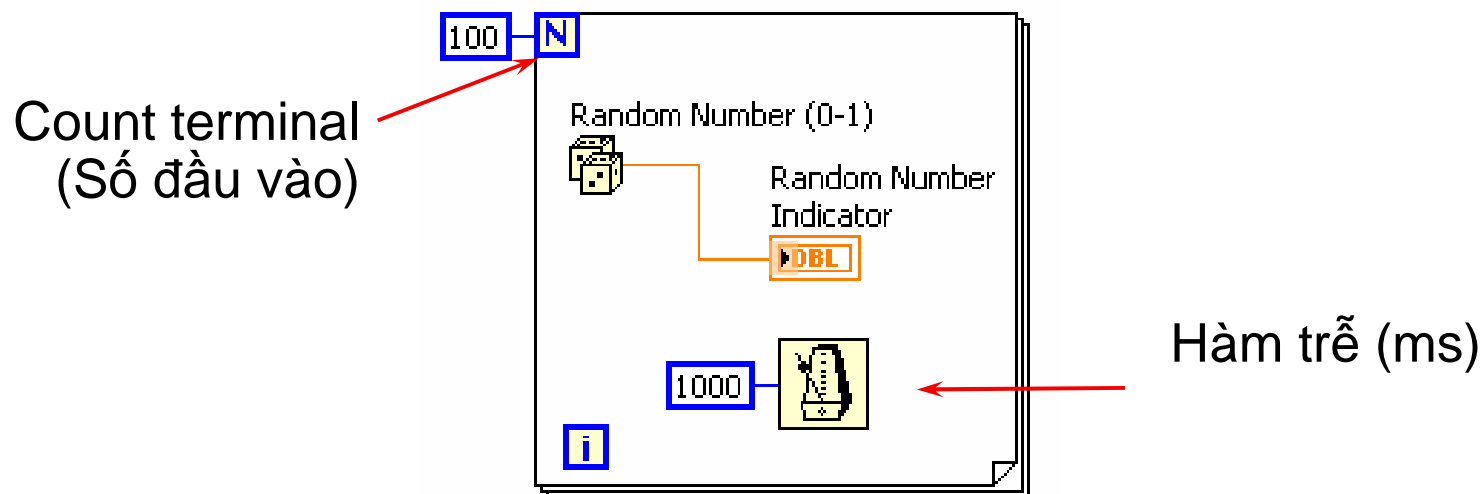 100
N
Count terminal
(Số đầu vào)
Random Number (0-1)
Random Number
Indicator
DBL
Hàm trễ (ms)
1000
i